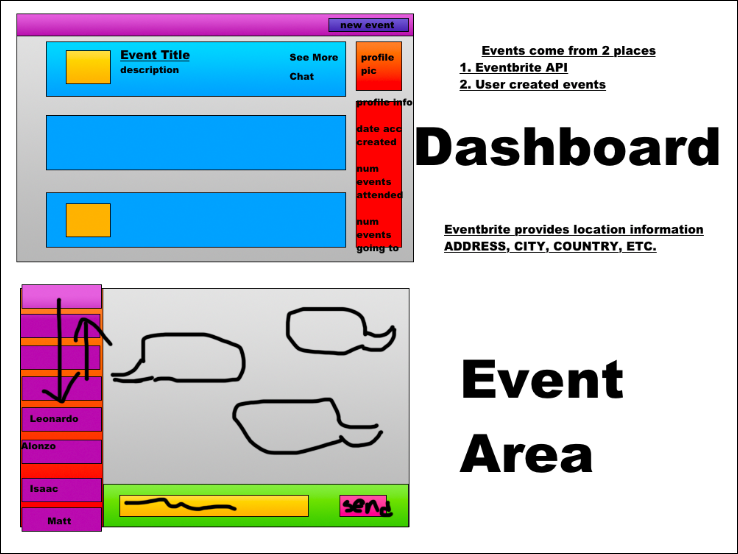 new event
Event Title
description
See More
Chat
profile
pic
profile info
date acc
created
num
events
attended
num
events
going to
Events come from 2 places
1. Eventbrite API
2. User created events
Dashboard
Eventbrite provides location information
ADDRESS, CITY, COUNTRY, ETC.
Leonardo
Alonzo
Isaac
Matt
send
Event
Area